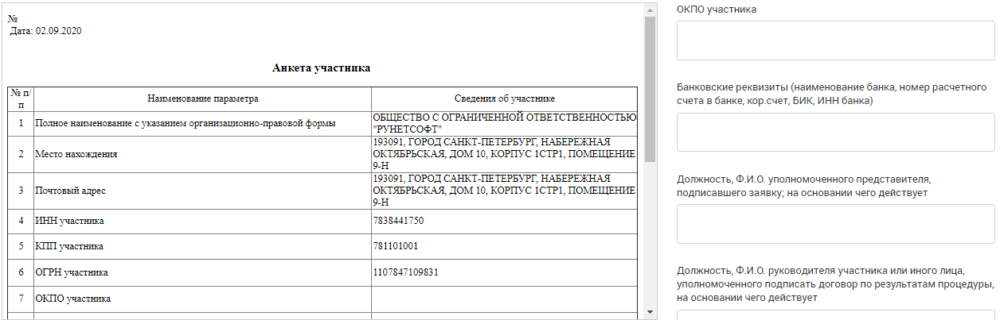 №
Дата: 02.09.2020
Анкета участника
№ п/
п
Наименование параметра
Сведения об участнике
1
Полное наименование с указанием организационно-правовой формы
ОБЩЕСТВО С ОГРАНИЧЕННОЙ ОТВЕТСТВЕННОСТЬЮ
"РУНЕТСОФТ"
2
Место нахождения
193091, ГОРОД САНКТ-ПЕТЕРБУРГ, НАБЕРЕЖНАЯ
ОКТЯБРЬСКАЯ, ДОМ 10, КОРПУС 1СТР1, ПОМЕЩЕНИЕ
9-Н
3
Почтовый адрес
193091, ГОРОД САНКТ-ПЕТЕРБУРГ, НАБЕРЕЖНАЯ
ОКТЯБРЬСКАЯ, ДОМ 10, КОРПУС 1СТР1, ПОМЕЩЕНИЕ
9-Н
4
ИНН участника
7838441750
5
КПП участника
781101001
6
ОГРН участника
1107847109831
7
ОКПО участника
ОКПО участника
Банковские реквизиты (наименование банка, номер расчетного
счета в банке, кор.счет, БИК, ИНН банка)
Должность, Ф.И.О. уполномоченного представителя,
подписавшего заявку; на основании чего действует
Должность, Ф.И.О. руководителя участника или иного лица,
уполномоченного подписать договор по результатам процедуры,
на основании чего действует